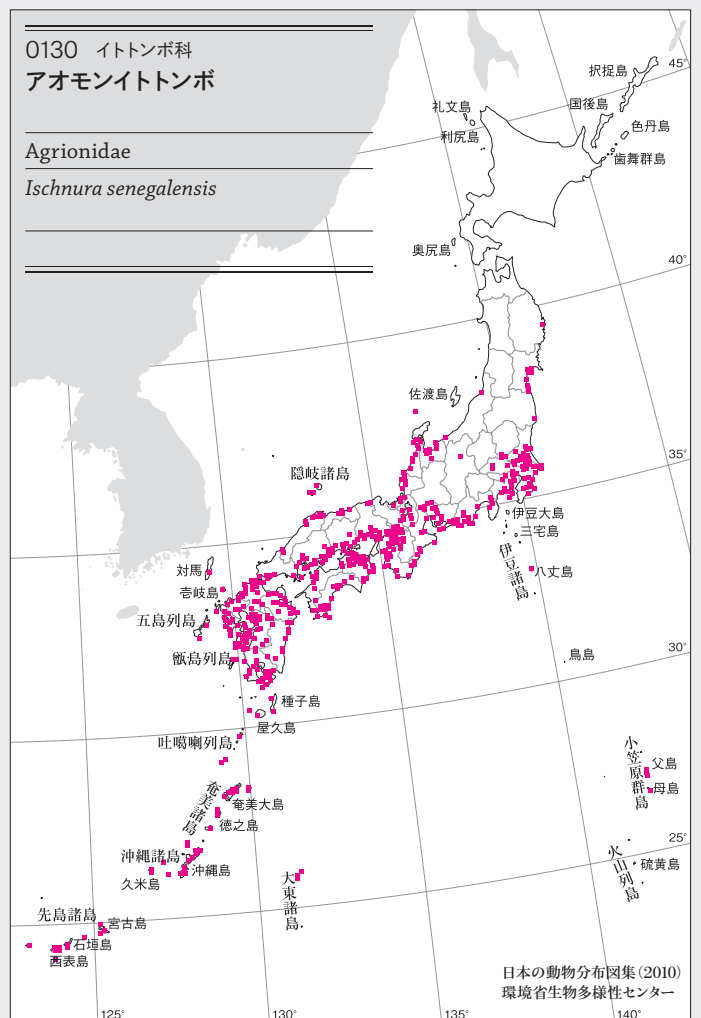 0130 イトトンボ科
アオモンイトトンボ
Agrionidae
Ischnura senegalensis
45°
択捉島
国後島
礼文島
色丹島
利尻島
歯舞群島
奥尻島
40°
佐渡島
35°
隠岐諸島
伊豆大島
三宅島
伊豆諸島
対馬
八丈島
壱岐島
五島列島
甑島列島
鳥島
30°
種子島
屋久島
吐噶喇列島
小笠原群島
父島
母島
奄美諸島
奄美大島
徳之島
25°
沖縄諸島
沖縄島
久米島
大東諸島
火山列島
硫黄島
先島諸島
宮古島
石垣島
西表島
日本の動物分布図集(2010)
環境省生物多様性センター
125°
130°
135°
140°